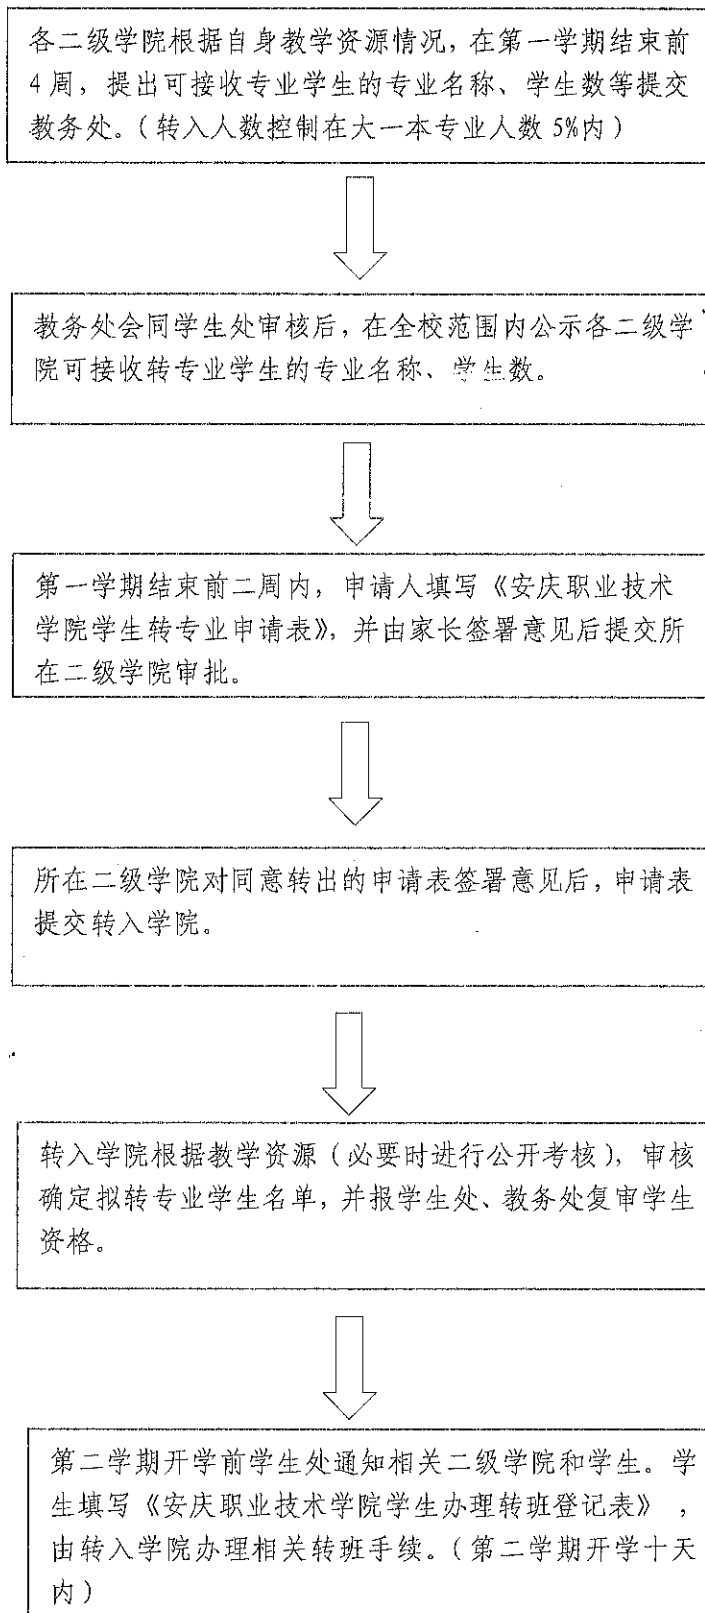 各二级学院根据自身教学资源情况，在第一学期结束前
4周，提出可接收专业学生的专业名称、学生数等提交
教务处。（转入人数控制在大一本专业人数5%内）
教务处会同学生处审核后，在全校范围内公示各二级学
院可接收转专业学生的专业名称、学生数。
第一学期结束前二周内，申请人填写《安庆职业技术
学院学生转专业申请表》，并由家长签署意见后提交所
在二级学院审批。
所在二级学院对同意转出的申请表签署意见后，申请表
提交转入学院。
转入学院根据教学资源（必要时进行公开考核），审核
确定拟转专业学生名单，并报学生处、教务处复审学生
资格。
第二学期开学前学生处通知相关二级学院和学生。学
生填写《安庆职业技术学院学生办理转班登记表》，
由转入学院办理相关转班手续。（第二学期开学十天
内）